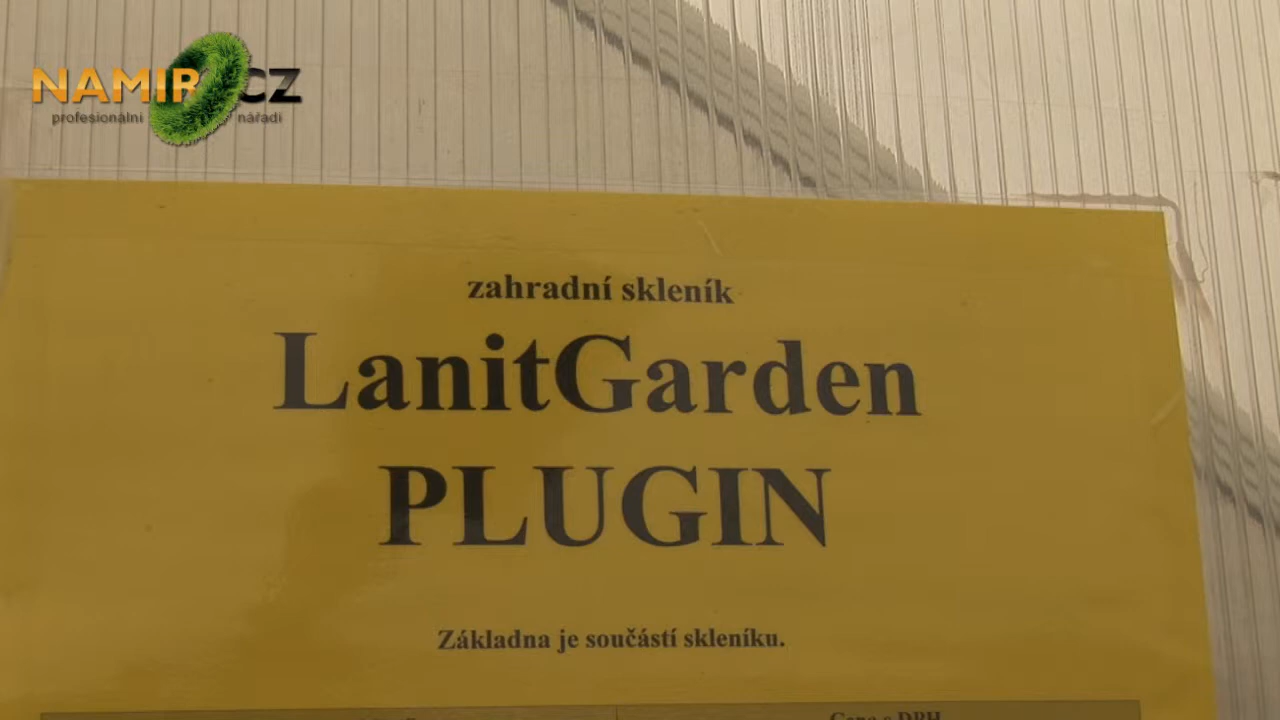 NAMIR CZ
profesionální nářadí
zahradní skleník
LanitGarden
PLUGIN
Základna je součástí skleníku.
Cena s DPH